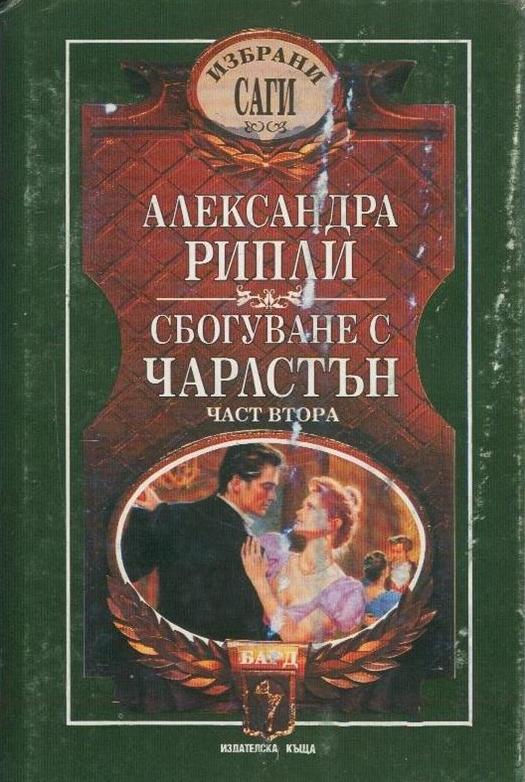 ИЗБРАНИ
САГИ
АЛЕКСАНДРА
РИПЛИ
СБОГУВАНЕ С
ЧАРЛСТЪН
ЧАСТ ВТОРА
БАРД
ИЗДАТЕЛСКА КЪЩА